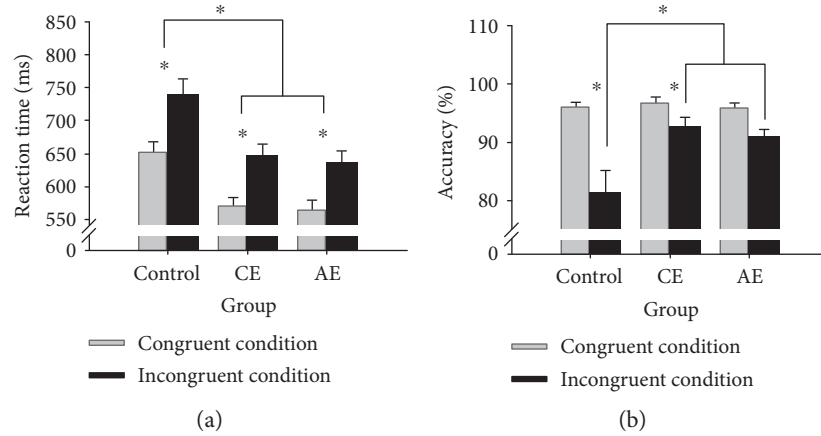 850
800
750
700
650
600
550
0
Reaction time (ms)
*
*
*
*
Control CE AE
Group
Congruent condition
Incongruent condition
(a)
110
100
90
80
0
Accuracy (%)
*
*
*
Control CE AE
Group
Congruent condition
Incongruent condition
(b)